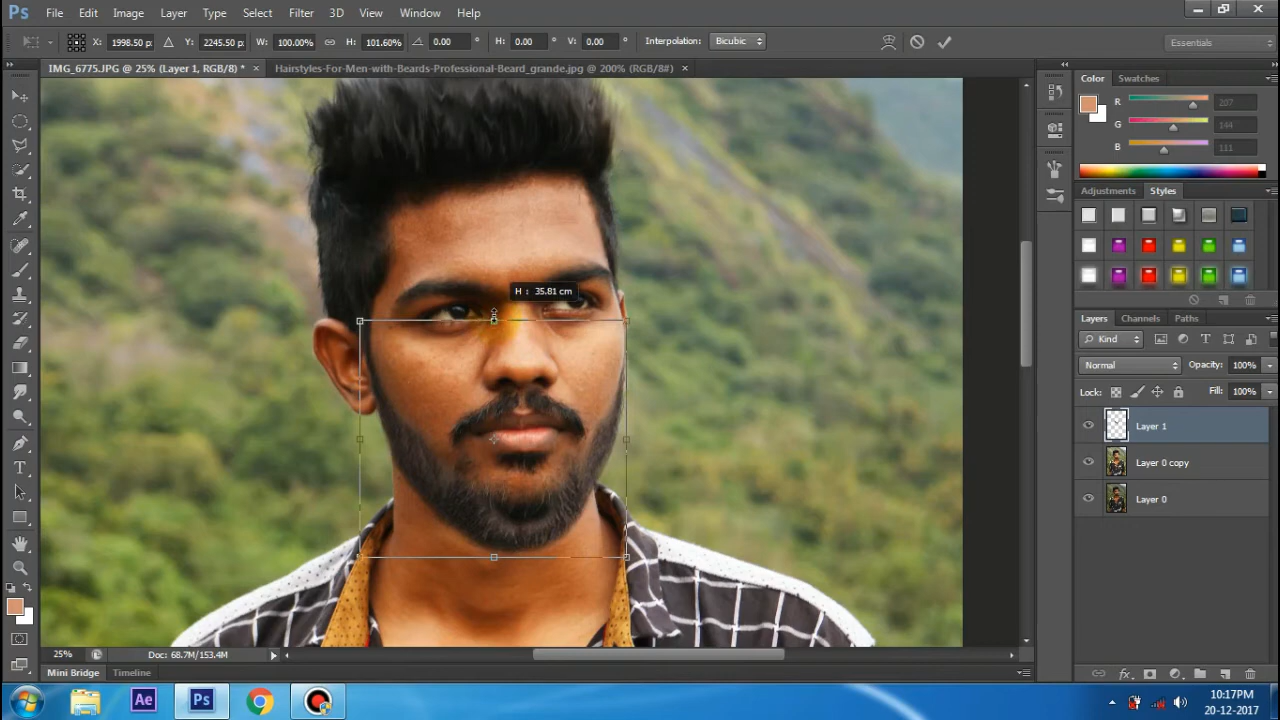 Ps File Edit Image Layer Type Select Filter 3D View Window Help
X: 1998.50 p: Y: 2245.50 p: W: 100.00% H: 101.60% 0.00 ° H: 0.00 ° V: 0.00 ° Interpolation: Bicubic Essentials
IMG_6775.JPG @ 25% (Layer 1, RGB/8) * × Hairstyles-For-Men-with-Beards-Professional-Beard_grande.jpg @ 200% (RGB/8#) ×
Color Swatches
R 207
G 144
B 111
Adjustments Styles
H : 35.81 cm
Layers Channels Paths
Kind
Normal Opacity: 100%
Lock: Fill: 100%
Layer 1
Layer 0 copy
Layer 0
25% Doc: 68.7M/153.4M
Mini Bridge Timeline
Ae Ps
10:17PM
20-12-2017